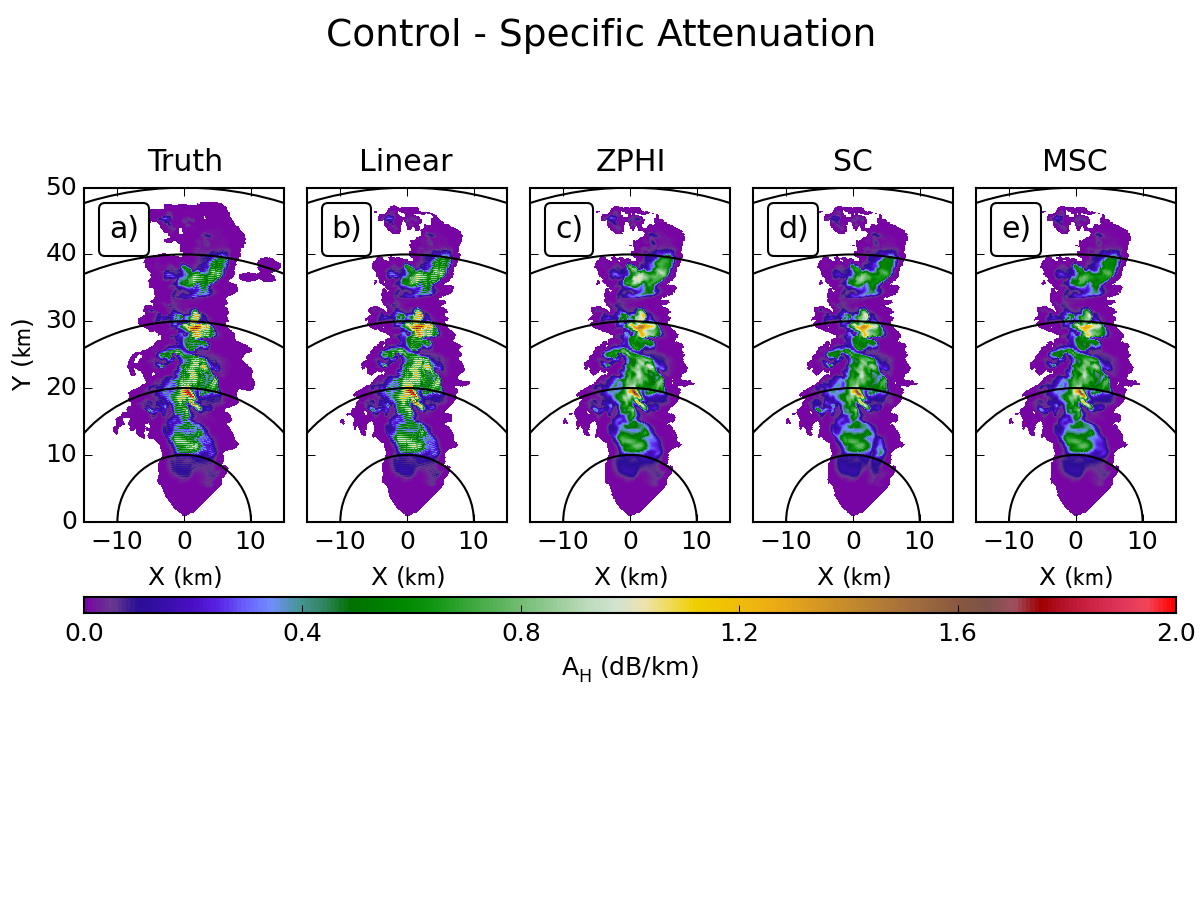 Control - Specific Attenuation
Truth Linear ZPHI SC MSC
a) b) c) d) e)
50
40
30
20
10
0
Y (km)
−10 0 10 −10 0 10 −10 0 10 −10 0 10 −10 0 10
X (km) X (km) X (km) X (km) X (km)
0.0 0.4 0.8 1.2 1.6 2.0
A_H (dB/km)